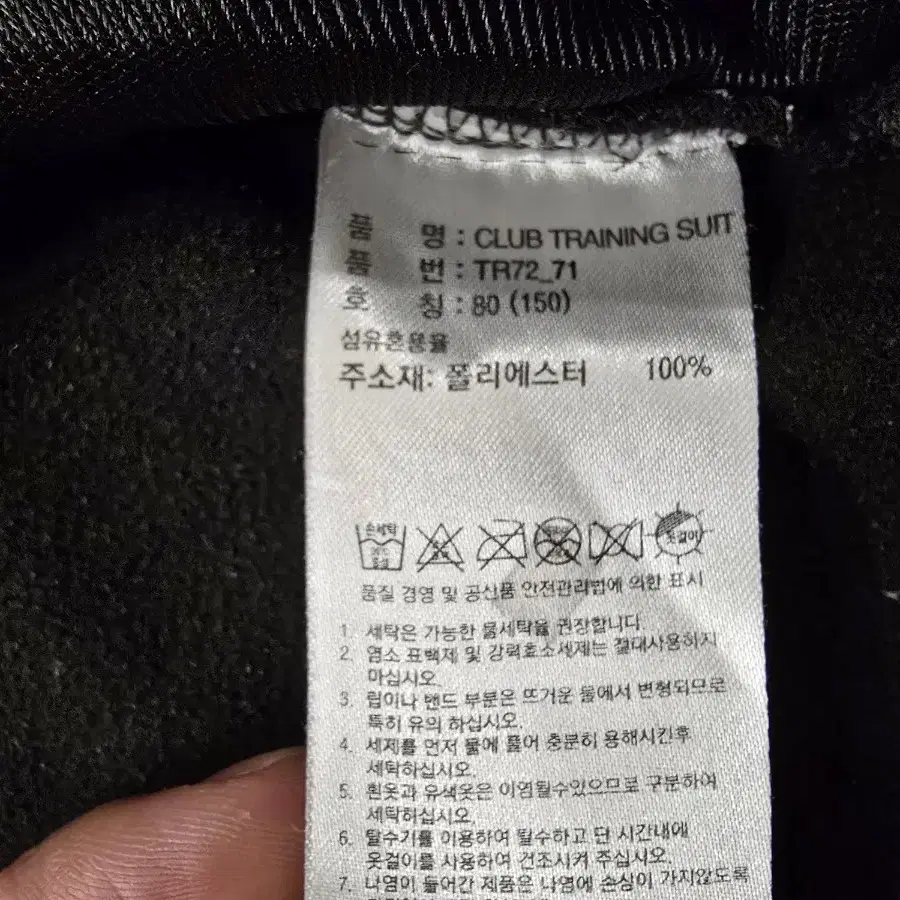 품 명 : CLUB TRAINING SUIT
품 번 : TR72_71
호 칭 : 80 (150)
섬유혼용율
주소재: 폴리에스터 100%
손세탁
옷걸이
품질 경영 및 공산품 안전관리법에 의한 표시
1. 세탁은 가능한 물세탁을 권장합니다.
2. 염소 표백제 및 강력효소세제는 절대사용하지
마십시오.
3. 립이나 밴드 부분은 뜨거운 물에서 변형되므로
특히 유의 하십시오.
4. 세제를 먼저 물에 풀어 충분히 용해시킨후
세탁하십시오.
5. 흰옷과 유색옷은 이염될수있으므로 구분하여
세탁하십시오.
6. 탈수기를 이용하여 탈수하고 단 시간내에
옷걸이를 사용하여 건조시켜 주십시오.
7. 나염이 들어간 제품은 나염에 손상이 가지않도록